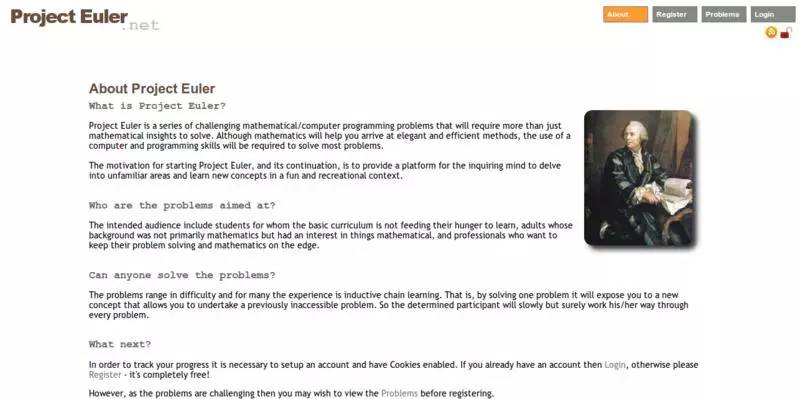 Project Euler
.net
About
Register
Problems
Login
About Project Euler
What is Project Euler?
Project Euler is a series of challenging mathematical/computer programming problems that will require more than just
mathematical insights to solve. Although mathematics will help you arrive at elegant and efficient methods, the use of a
computer and programming skills will be required to solve most problems.
The motivation for starting Project Euler, and its continuation, is to provide a platform for the inquiring mind to delve
into unfamiliar areas and learn new concepts in a fun and recreational context.
Who are the problems aimed at?
The intended audience include students for whom the basic curriculum is not feeding their hunger to learn, adults whose
background was not primarily mathematics but had an interest in things mathematical, and professionals who want to
keep their problem solving and mathematics on the edge.
Can anyone solve the problems?
The problems range in difficulty and for many the experience is inductive chain learning. That is, by solving one problem it will expose you to a new
concept that allows you to undertake a previously inaccessible problem. So the determined participant will slowly but surely work his/her way through
every problem.
What next?
In order to track your progress it is necessary to setup an account and have Cookies enabled. If you already have an account then Login, otherwise please
Register - it's completely free!
However, as the problems are challenging then you may wish to view the Problems before registering.